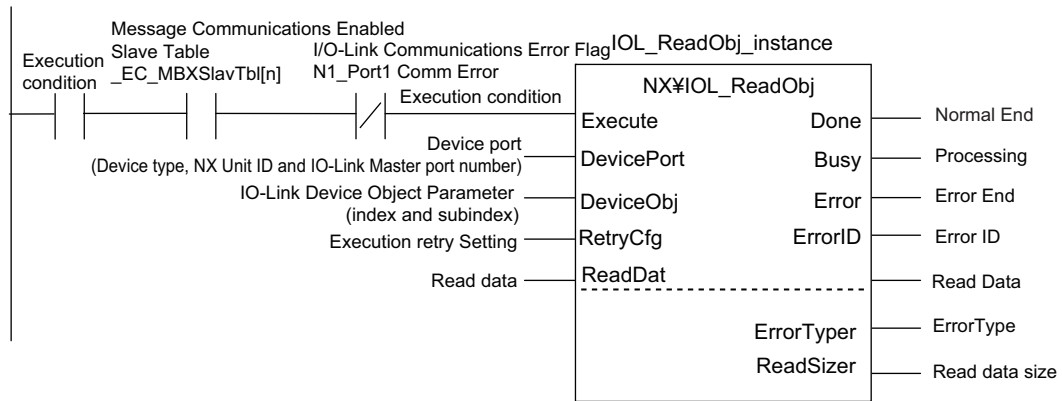 Message Communications Enabled
Slave Table
_EC_MBXSlavTbl[n]
Execution
condition
I/O-Link Communications Error Flag
N1_Port1 Comm Error
Execution condition
IOL_ReadObj_instance
NX¥IOL_ReadObj
Execute
Done
Normal End
Device port
(Device type, NX Unit ID and IO-Link Master port number)
DevicePort
Busy
Processing
IO-Link Device Object Parameter
(index and subindex)
DeviceObj
Error
Error End
Execution retry Setting
RetryCfg
ErrorID
Error ID
Read data
ReadDat
Read Data
ErrorTyper
ErrorType
ReadSizer
Read data size